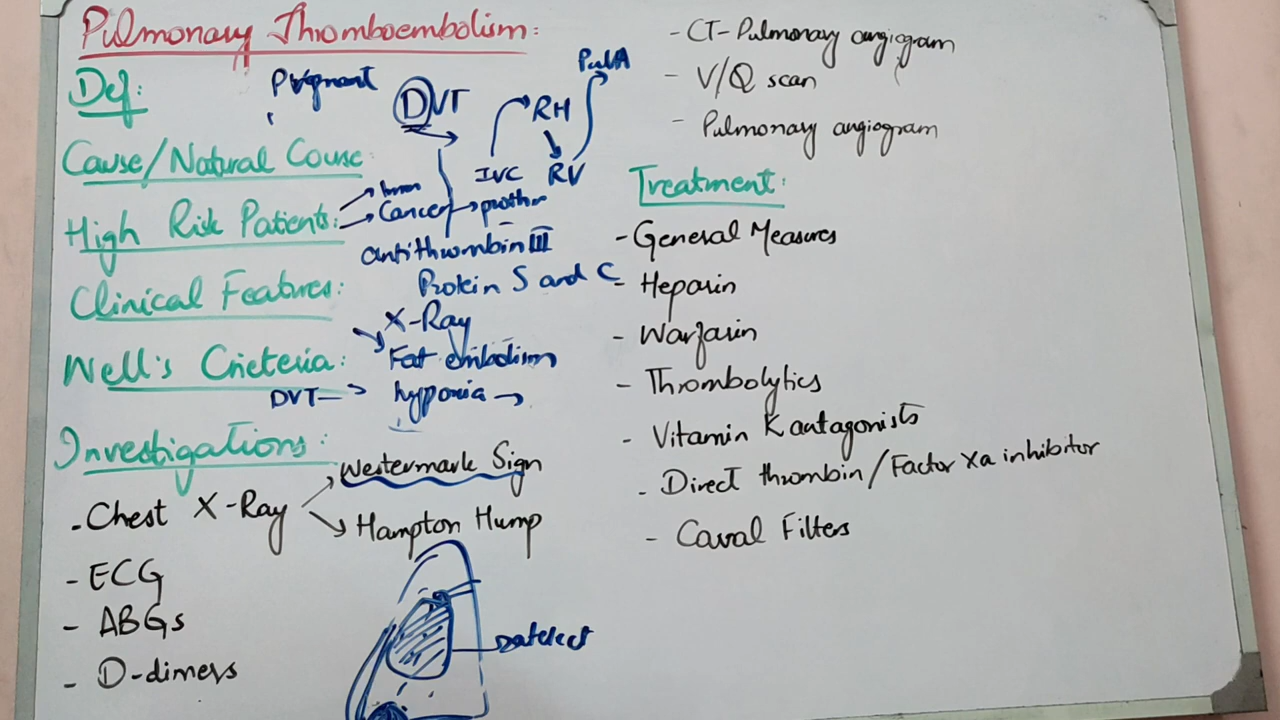 Pulmonary Thromboembolism:
Def:
Prignant
DVT
RH
PulA
IVC
RV
Cause/Natural Couse
High Risk Patients:
Cancer
antithrombin III
Protein S and C
Clinical Features:
X-Ray
Fat embolism
Well's Crieteria:
DVT
hypoxia
Investigations:
- Chest X-Ray
Westermark Sign
Hampton Hump
- ECG
- ABGs
- D-dimers
- CT-Pulmonary angiogram
- V/Q scan
- Pulmonary angiogram
Treatment:
- General Measures
- Heparin
- Warfarin
- Thrombolytics
- Vitamin K antagonists
- Direct thrombin/Factor Xa inhibitor
- Caval Filters